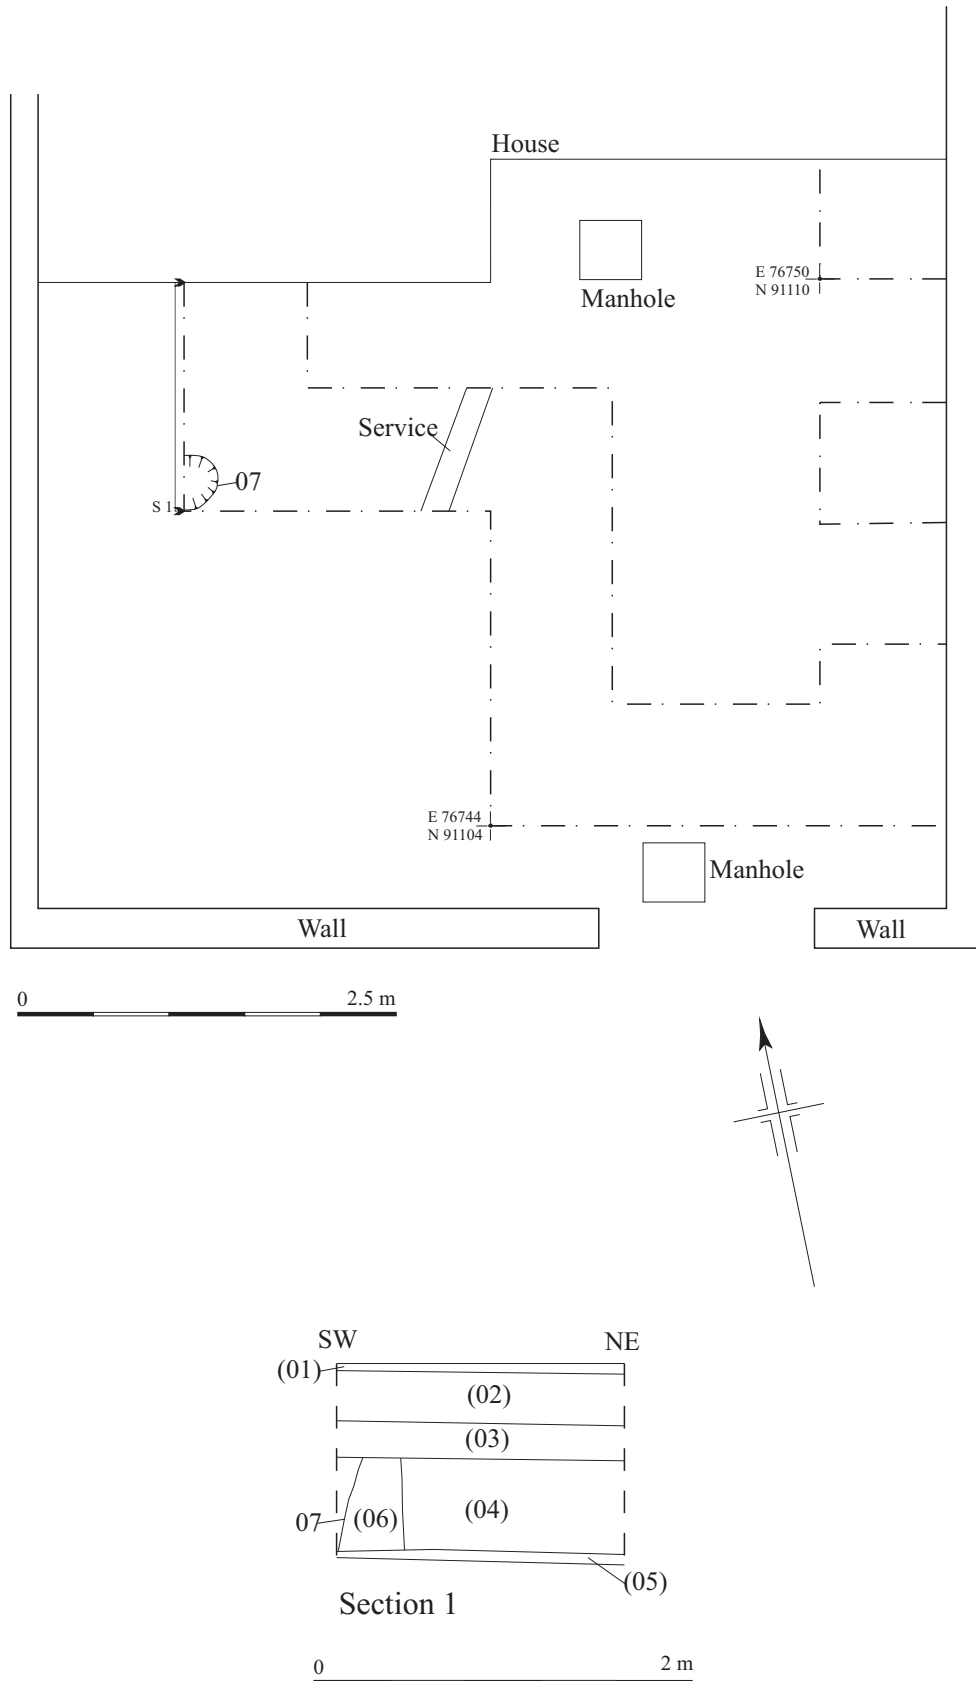 House
E 76750
N 91110
Manhole
Service
07
S 1
E 76744
N 91104
Manhole
Wall
Wall
0
2.5 m
SW
NE
(01)
(02)
(03)
(04)
07
(06)
(05)
Section 1
0
2 m